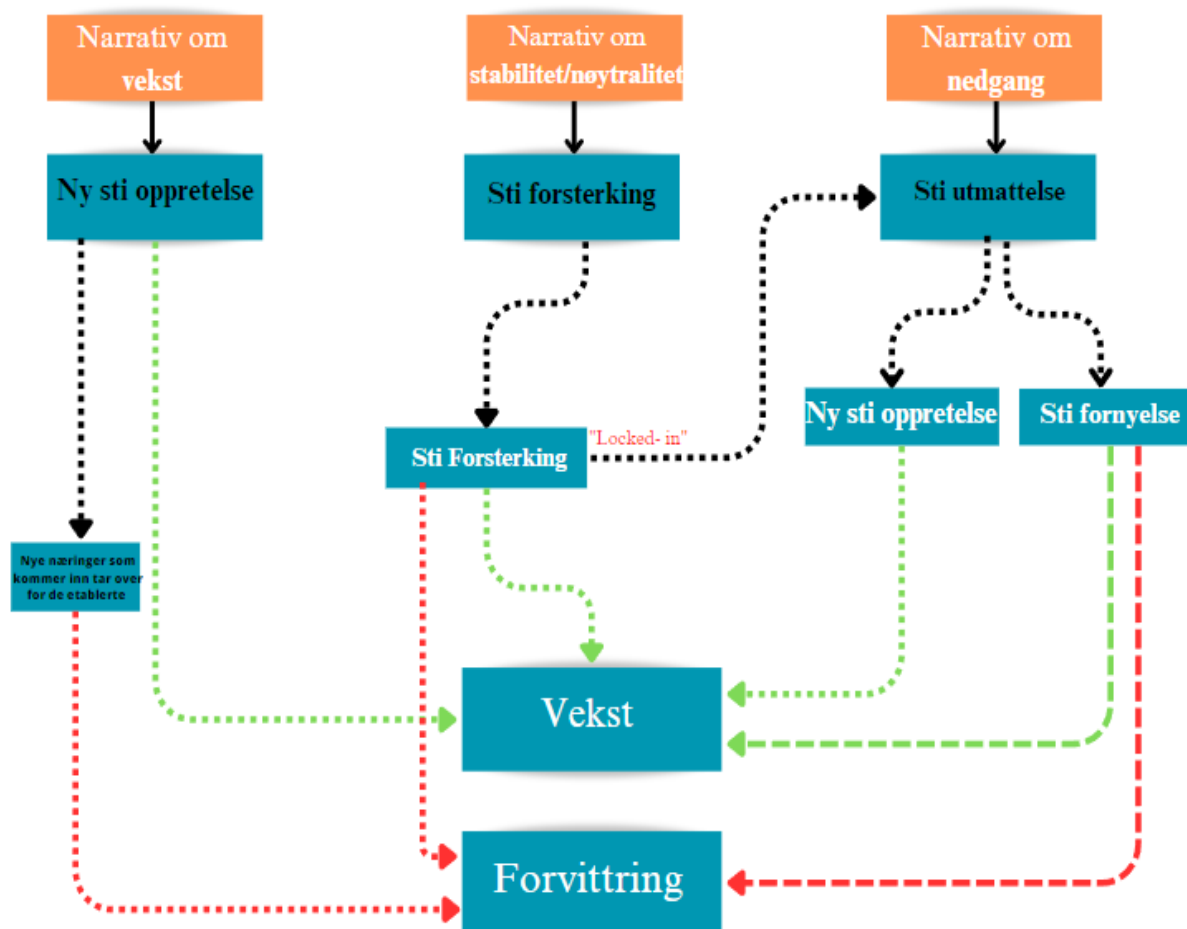 Narrativ om
vekst
Narrativ om
stabilitet/nøytralitet
Narrativ om
nedgang
Ny sti oppretelse
Sti forsterking
Sti utmattelse
Ny sti oppretelse
Sti fornyelse
"Locked- in"
Sti Forsterking
Nye næringer som
kommer inn tar over
for de etablerte
Vekst
Forvittring